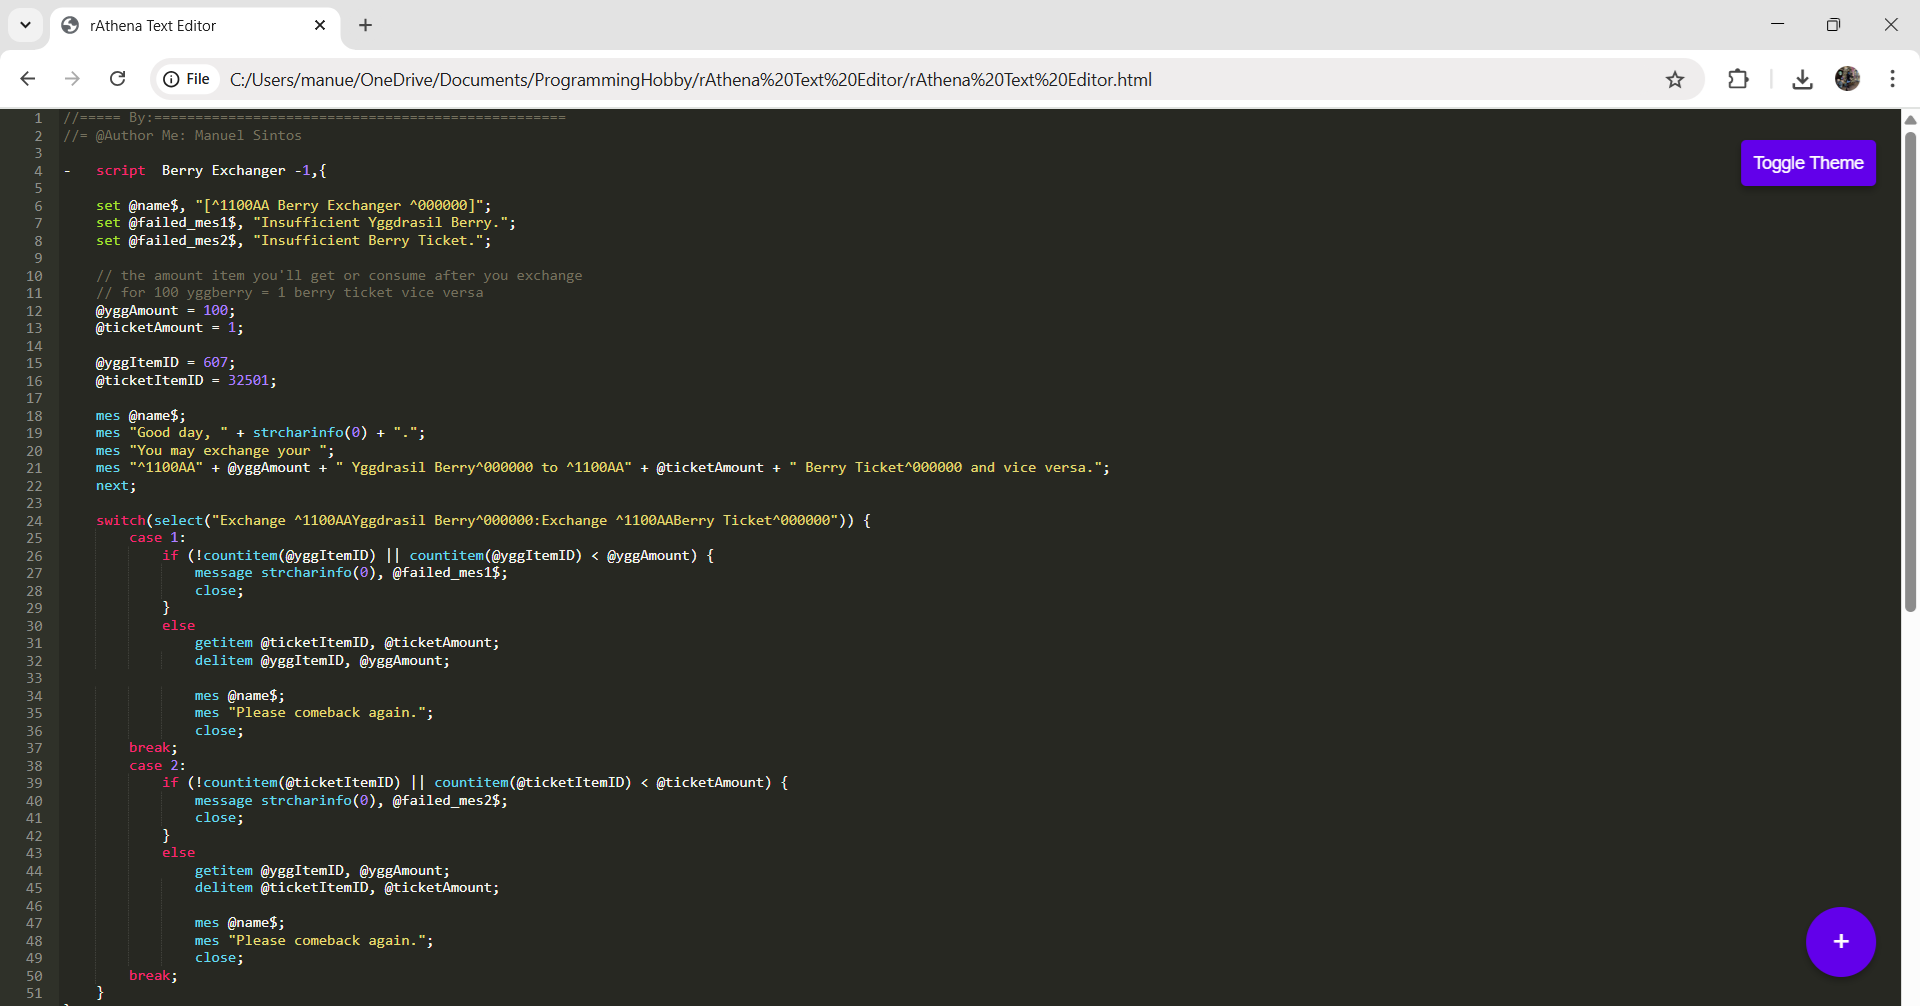 rAthena Text Editor
File C:/Users/manue/OneDrive/Documents/ProgrammingHobby/rAthena%20Text%20Editor/rAthena%20Text%20Editor.html
Toggle Theme
1 //===== By:==================================================
2 //= @Author Me: Manuel Sintos
3
4 -   script  Berry Exchanger -1,{
5
6     set @name$, "[^1100AA Berry Exchanger ^000000]";
7     set @failed_mes1$, "Insufficient Yggdrasil Berry.";
8     set @failed_mes2$, "Insufficient Berry Ticket.";
9
10     // the amount item you'll get or consume after you exchange
11     // for 100 yggberry = 1 berry ticket vice versa
12     @yggAmount = 100;
13     @ticketAmount = 1;
14
15     @yggItemID = 607;
16     @ticketItemID = 32501;
17
18     mes @name$;
19     mes "Good day, " + strcharinfo(0) + ".";
20     mes "You may exchange your ";
21     mes "^1100AA" + @yggAmount + " Yggdrasil Berry^000000 to ^1100AA" + @ticketAmount + " Berry Ticket^000000 and vice versa.";
22     next;
23
24     switch(select("Exchange ^1100AAYggdrasil Berry^000000:Exchange ^1100AABerry Ticket^000000")) {
25         case 1:
26             if (!countitem(@yggItemID) || countitem(@yggItemID) < @yggAmount) {
27                 message strcharinfo(0), @failed_mes1$;
28                 close;
29             }
30             else
31                 getitem @ticketItemID, @ticketAmount;
32                 delitem @yggItemID, @yggAmount;
33
34                 mes @name$;
35                 mes "Please comeback again.";
36                 close;
37         break;
38         case 2:
39             if (!countitem(@ticketItemID) || countitem(@ticketItemID) < @ticketAmount) {
40                 message strcharinfo(0), @failed_mes2$;
41                 close;
42             }
43             else
44                 getitem @yggItemID, @yggAmount;
45                 delitem @ticketItemID, @ticketAmount;
46
47                 mes @name$;
48                 mes "Please comeback again.";
49                 close;
50         break;
51     }
+